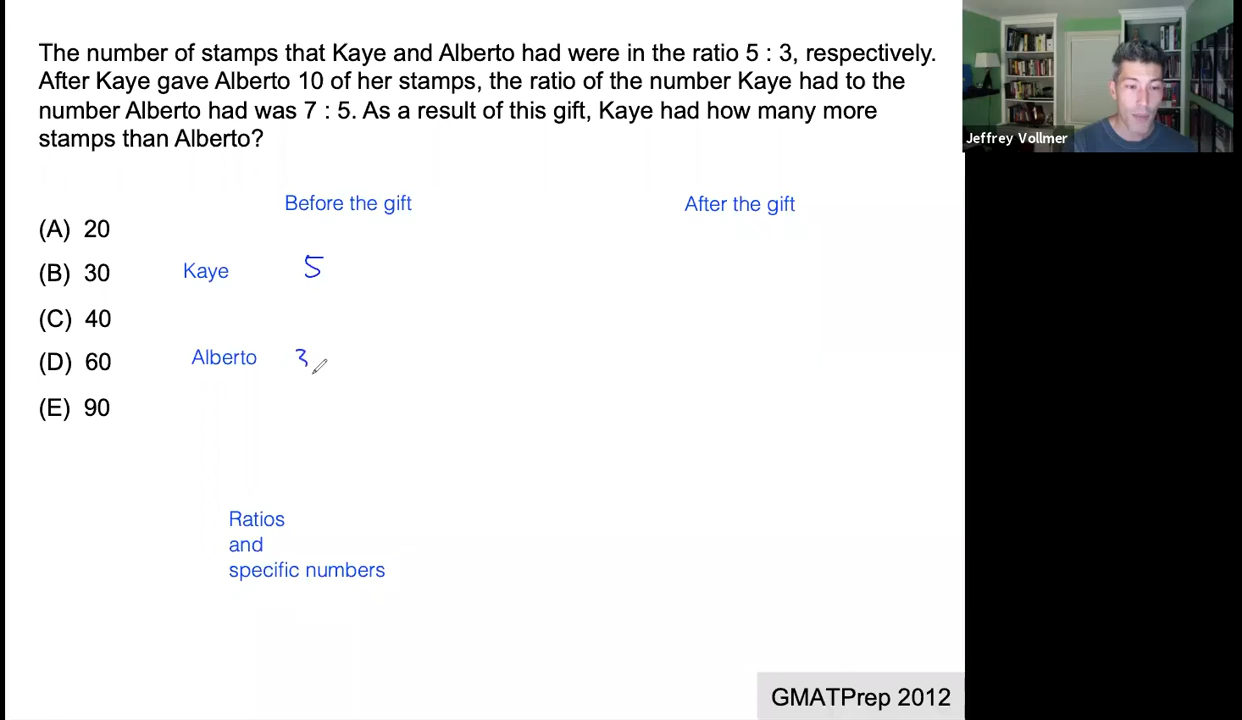 The number of stamps that Kaye and Alberto had were in the ratio 5 : 3, respectively.
After Kaye gave Alberto 10 of her stamps, the ratio of the number Kaye had to the
number Alberto had was 7 : 5. As a result of this gift, Kaye had how many more
stamps than Alberto?
Jeffrey Vollmer
Before the gift
After the gift
(A) 20
(B) 30
Kaye
5
(C) 40
(D) 60
Alberto
3
(E) 90
Ratios
and
specific numbers
GMATPrep 2012